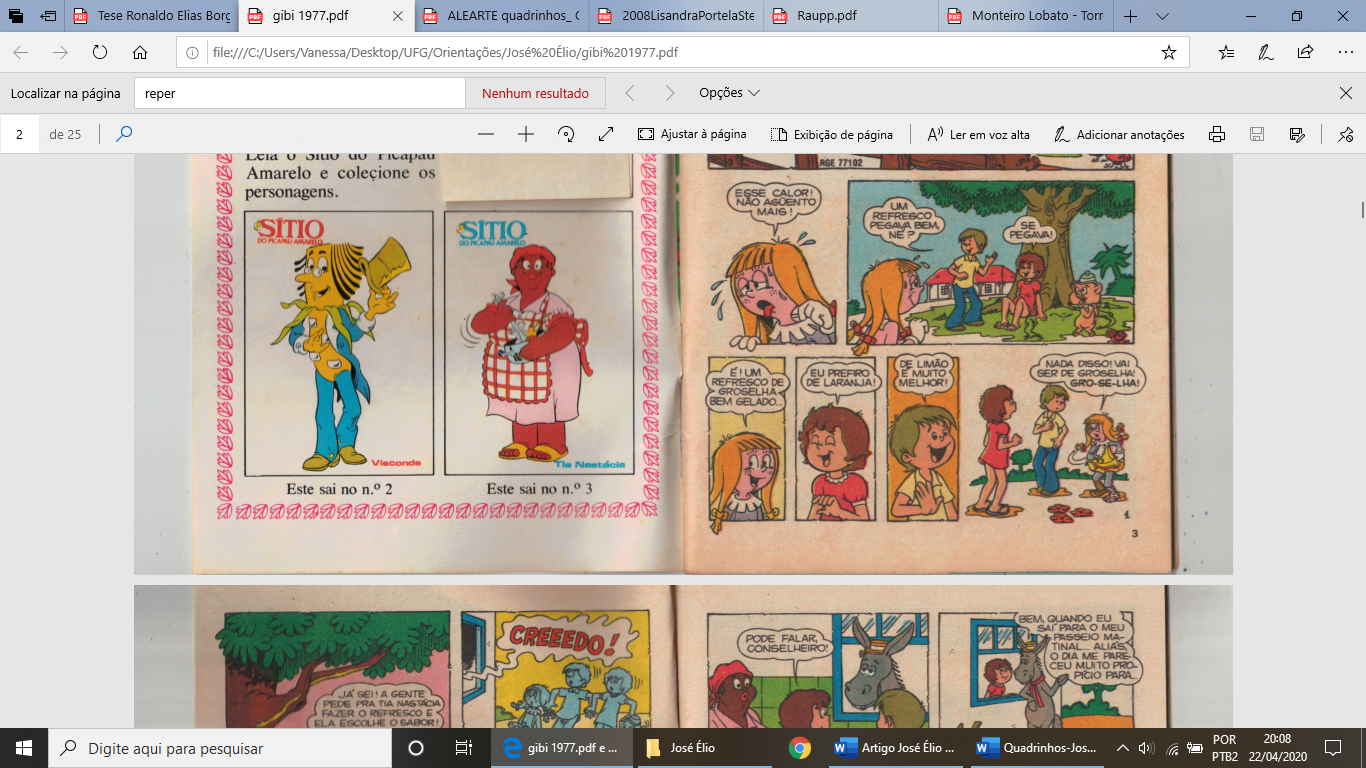 Tese Ronaldo Elias Borg
gibi 1977.pdf
ALEARTE quadrinhos_
2008LisandraPortelaSte
Raupp.pdf
Monteiro Lobato - Torr
file:///C:/Users/Vanessa/Desktop/UFG/Orientações/José%20Élio/gibi%201977.pdf
Localizar na página
reper
Nenhum resultado
Opções
2
de 25
Ajustar à página
Exibição de página
Ler em voz alta
Adicionar anotações
Leia o Sítio do Picapau
Amarelo e colecione os
personagens.
SÍTIO
DO PICAPAU AMARELO
Visconde
Este sai no n.º 2
SÍTIO
DO PICAPAU AMARELO
Tia Nastácia
Este sai no n.º 3
RGE 77102
ESSE CALOR!
NÃO AGÜENTO
MAIS!
UM
REFRESCO
PEGAVA BEM,
NÉ?
SE
PEGAVA!
É! UM
REFRESCO DE
GROSELHA
BEM GELADO...
EU PREFIRO
DE LARANJA!
DE LIMÃO
É MUITO
MELHOR!
NADA DISSO! VAI
SER DE GROSELHA!
GRO-SE-LHA!
1
3
JÁ SEI! A GENTE
PEDE PRA TIA NASTÁCIA
FAZER O REFRESCO E
ELA ESCOLHE O SABOR!
CREEEDO!
PODE FALAR,
CONSELHEIRO!
BEM, QUANDO EU
SAÍ PARA O MEU
PASSEIO MA-
TINAL... ALIÁS,
O DIA ME PARE-
CEU MUITO PRO-
PÍCIO PARA...
Digite aqui para pesquisar
gibi 1977.pdf e ...
José Élio
Artigo José Élio ...
Quadrinhos-Jos...
POR
PTB2
20:08
22/04/2020